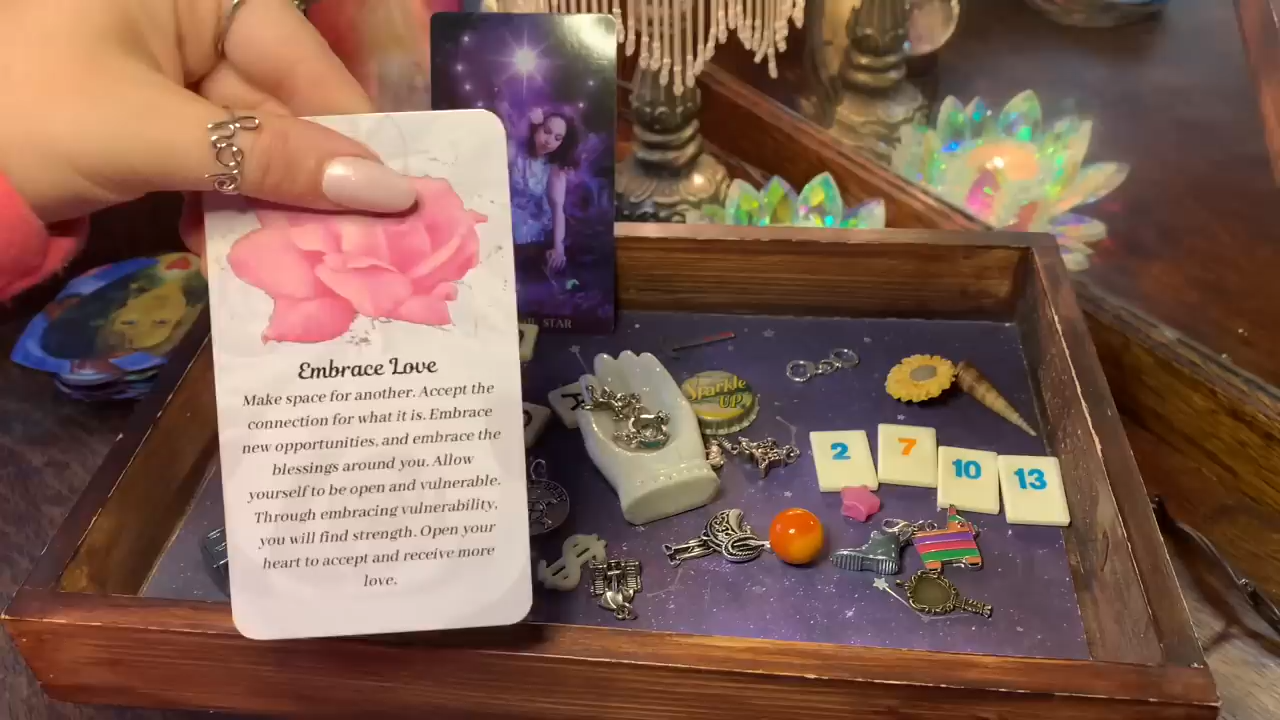 STAR
Embrace Love
Make space for another. Accept the
connection for what it is. Embrace
new opportunities, and embrace the
blessings around you. Allow
yourself to be open and vulnerable.
Through embracing vulnerability,
you will find strength. Open your
heart to accept and receive more
love.
A
Sparkle
UP
2
7
10
13
$